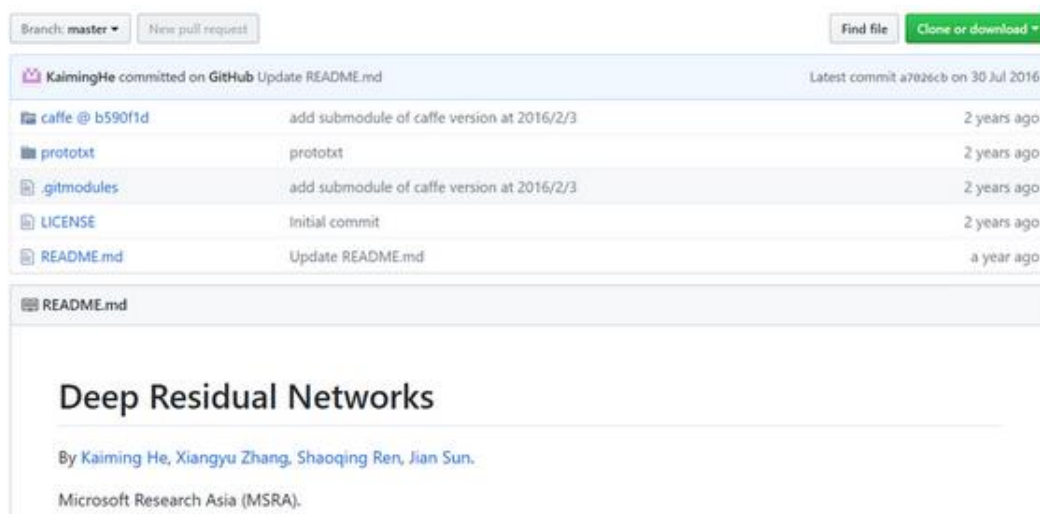 Branch: master New pull request Find file Clone or download
KaimingHe committed on GitHub Update README.md Latest commit a7026cb on 30 Jul 2016
caffe @ b590f1d add submodule of caffe version at 2016/2/3 2 years ago
prototxt prototxt 2 years ago
.gitmodules add submodule of caffe version at 2016/2/3 2 years ago
LICENSE Initial commit 2 years ago
README.md Update README.md a year ago
README.md
Deep Residual Networks
By Kaiming He, Xiangyu Zhang, Shaoqing Ren, Jian Sun.
Microsoft Research Asia (MSRA).